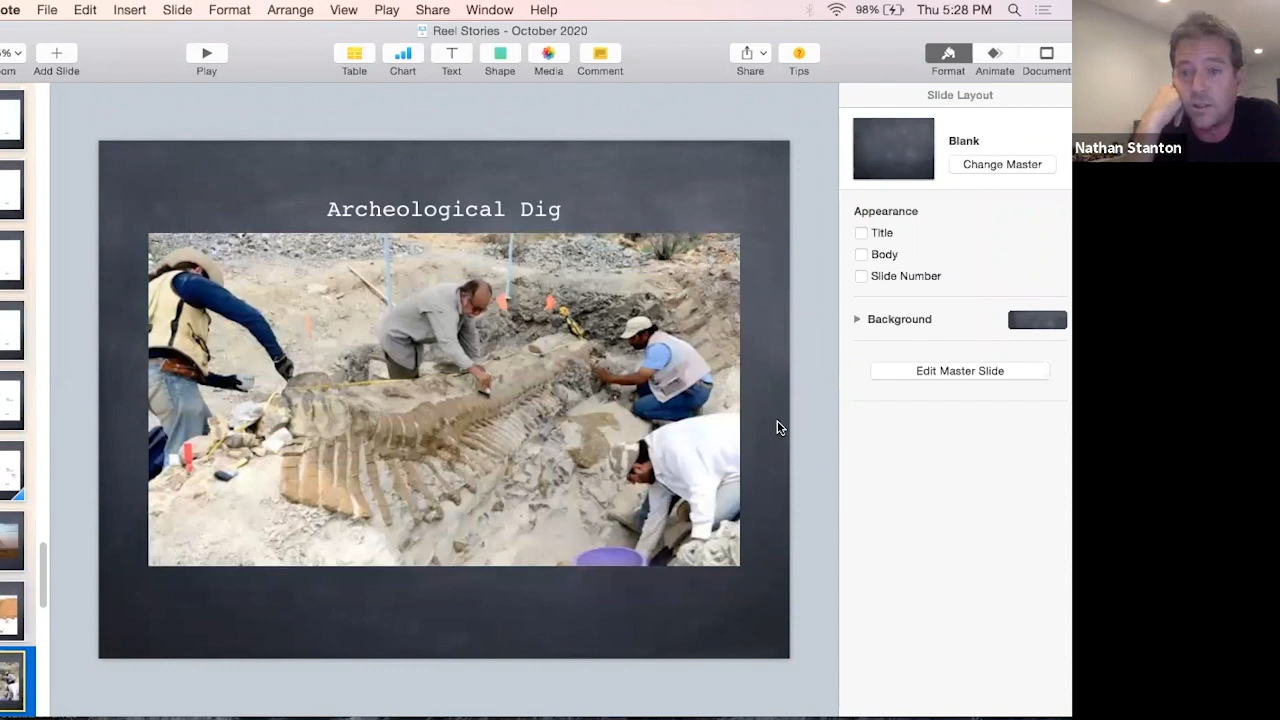 ote File Edit Insert Slide Format Arrange View Play Share Window Help 98% Thu 5:28 PM
Reel Stories - October 2020
% Add Slide Play Table Chart Text Shape Media Comment Share Tips Format Animate Document
oom
Slide Layout
Blank
Change Master
Appearance
Title
Body
Slide Number
Background
Edit Master Slide
Archeological Dig
Nathan Stanton